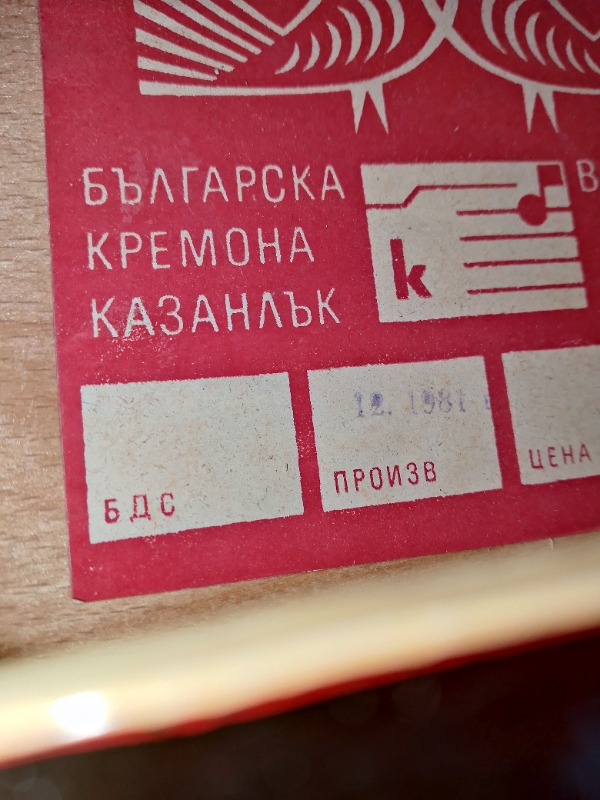 БЪЛГАРСКА
КРЕМОНА
КАЗАНЛЪК
k
В
12. 1981
БДС
ПРОИЗВ
ЦЕНА